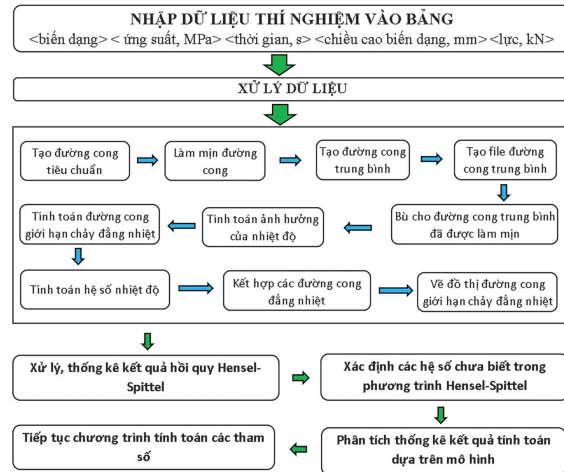 NHẬP DỮ LIỆU THÍ NGHIỆM VÀO BẢNG
<biến dạng> < ứng suất, MPa> <thời gian, s> <chiều cao biến dạng, mm> <lực, kN>
XỬ LÝ DỮ LIỆU
Tạo đường cong
tiêu chuẩn
Làm mịn đường
cong
Tạo đường cong
trung bình
Tạo file đường
cong trung bình
Bù cho đường cong trung bình
đã được làm mịn
Tính toán ảnh hưởng
của nhiệt độ
Tính toán đường cong
giới hạn chảy đẳng nhiệt
Tính toán hệ số nhiệt độ
Kết hợp các đường cong
đẳng nhiệt
Vẽ đồ thị đường cong
giới hạn chảy đẳng nhiệt
Xử lý, thống kê kết quả hồi quy Hensel-
Spittel
Xác định các hệ số chưa biết trong
phương trình Hensel-Spittel
Phân tích thống kê kết quả tính toán
dựa trên mô hình
Tiếp tục chương trình tính toán các tham
số